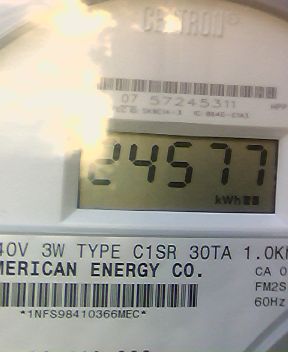 CENTRON®
07 57245311
24577
kWh
40V 3W TYPE C1SR 30TA 1.0K
MERICAN ENERGY CO.
CA 0
FM2S
60Hz
*1NFS98410366MEC*